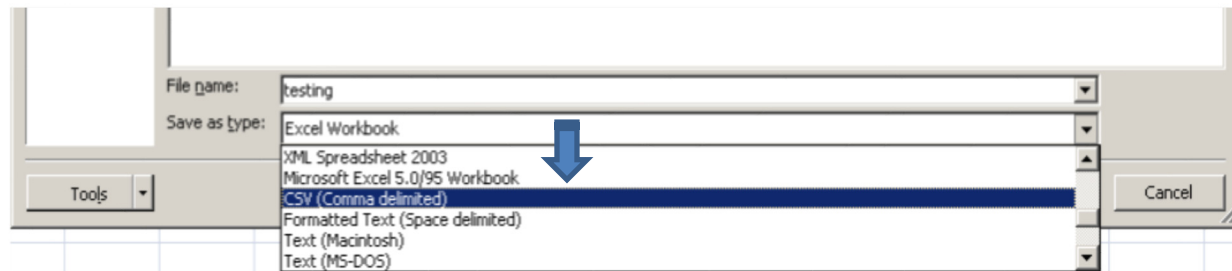 File name: testing
Save as type: Excel Workbook
XML Spreadsheet 2003
Microsoft Excel 5.0/95 Workbook
CSV (Comma delimited)
Formatted Text (Space delimited)
Text (Macintosh)
Text (MS-DOS)
Tools
Cancel